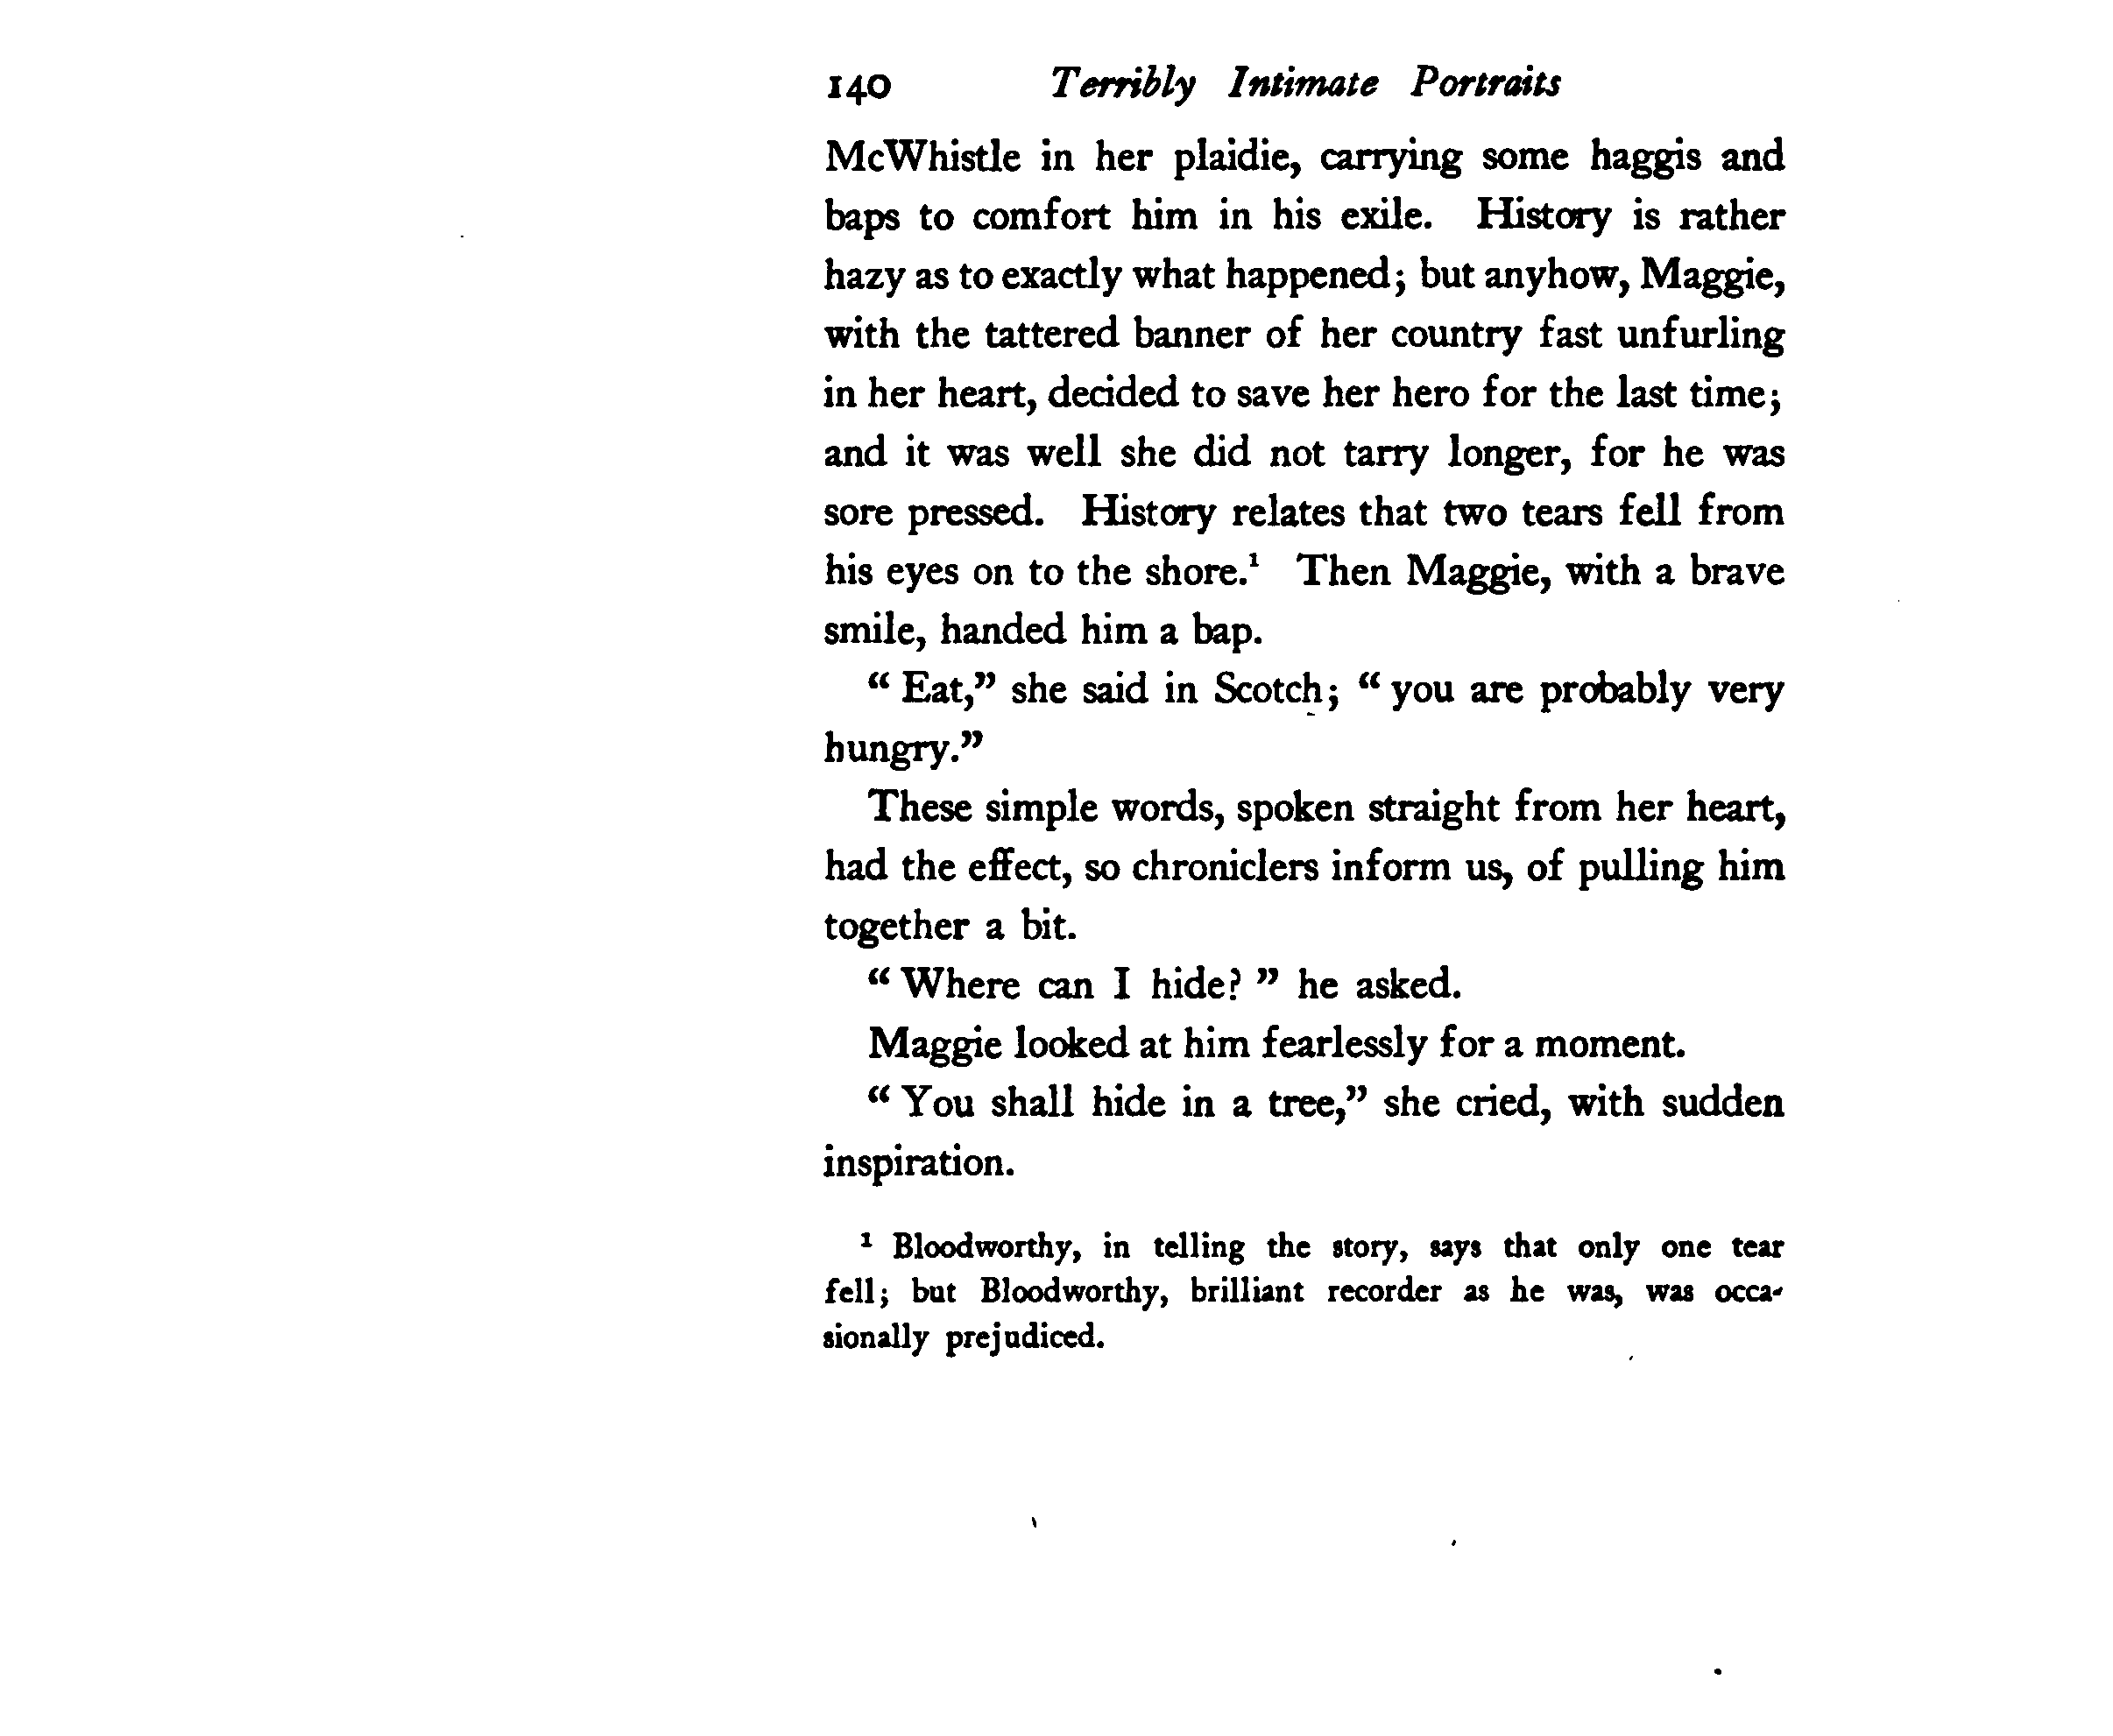 140 Terribly Intimate Portraits
McWhistle in her plaidie, carrying some haggis and
baps to comfort him in his exile. History is rather
hazy as to exactly what happened; but anyhow, Maggie,
with the tattered banner of her country fast unfurling
in her heart, decided to save her hero for the last time;
and it was well she did not tarry longer, for he was
sore pressed. History relates that two tears fell from
his eyes on to the shore.¹ Then Maggie, with a brave
smile, handed him a bap.
“ Eat,” she said in Scotch; “ you are probably very
hungry.”
These simple words, spoken straight from her heart,
had the effect, so chroniclers inform us, of pulling him
together a bit.
“ Where can I hide? ” he asked.
Maggie looked at him fearlessly for a moment.
“ You shall hide in a tree,” she cried, with sudden
inspiration.
¹ Bloodworthy, in telling the story, says that only one tear
fell; but Bloodworthy, brilliant recorder as he was, was occa-
sionally prejudiced.